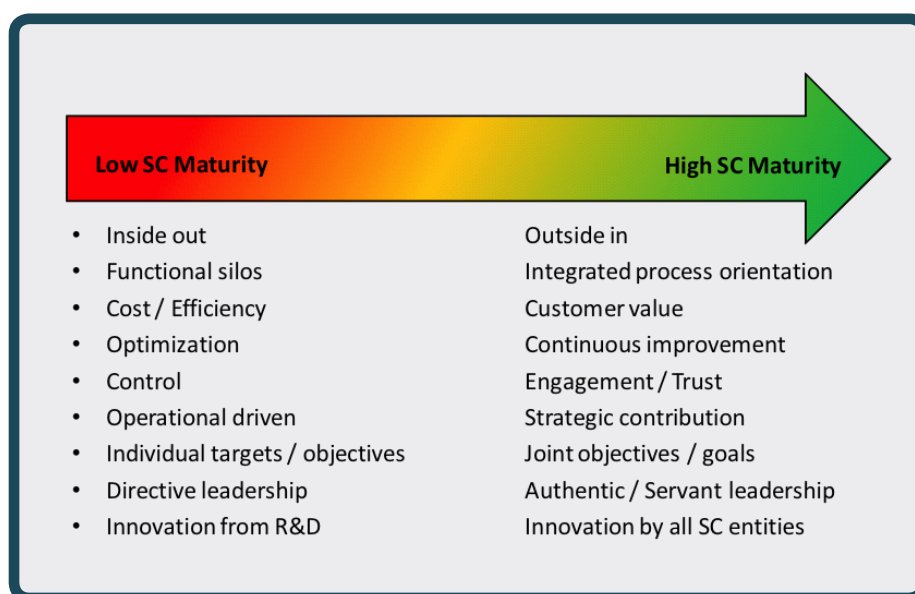 Low SC Maturity High SC Maturity
• Inside out Outside in
• Functional silos Integrated process orientation
• Cost / Efficiency Customer value
• Optimization Continuous improvement
• Control Engagement / Trust
• Operational driven Strategic contribution
• Individual targets / objectives Joint objectives / goals
• Directive leadership Authentic / Servant leadership
• Innovation from R&D Innovation by all SC entities